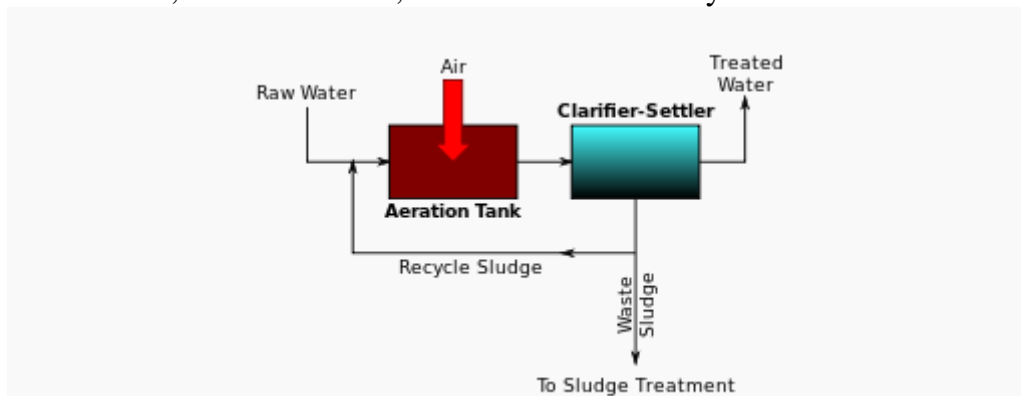 Air
Raw Water
Treated
Water
Clarifier-Settler
Aeration Tank
Recycle Sludge
Waste
Sludge
To Sludge Treatment